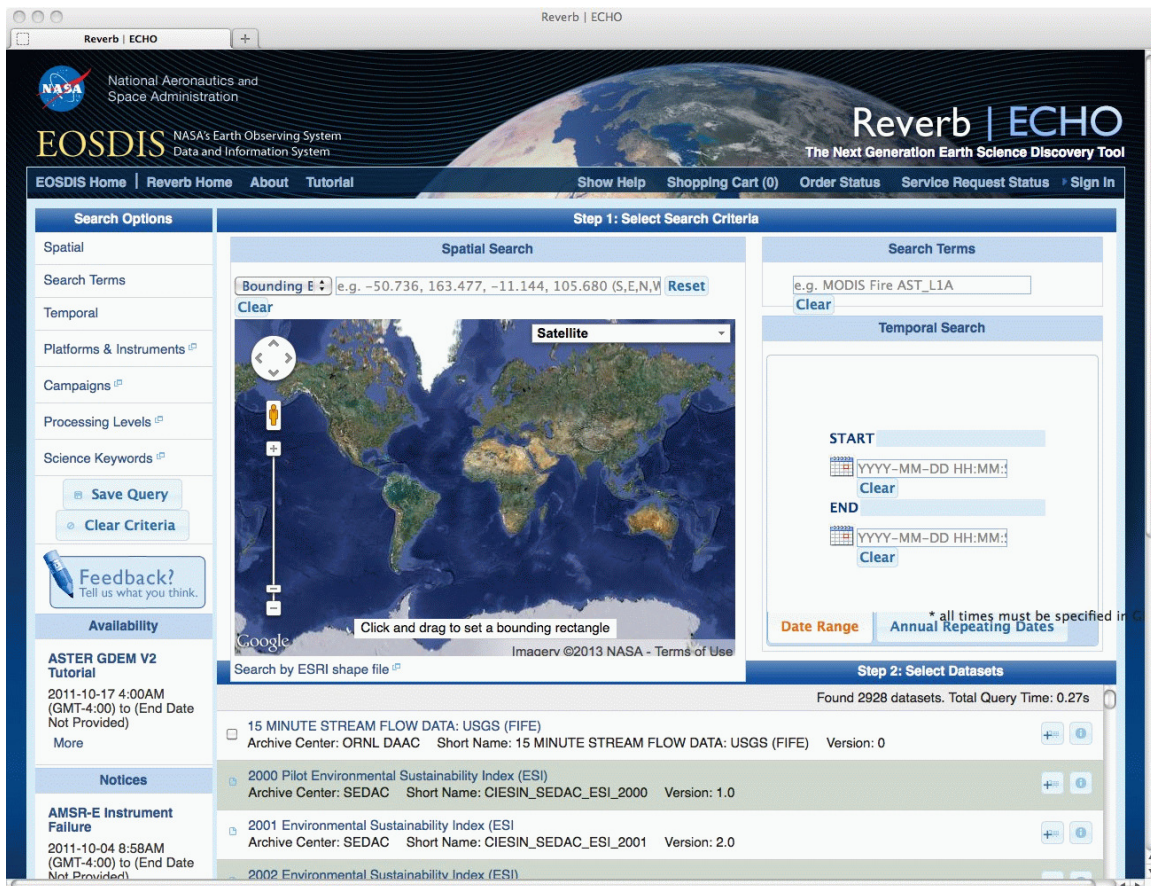 Reverb | ECHO
Reverb | ECHO
NASA
National Aeronautics and
Space Administration
EOSDIS
NASA's Earth Observing System
Data and Information System
Reverb | ECHO
The Next Generation Earth Science Discovery Tool
EOSDIS Home | Reverb Home About Tutorial
Show Help Shopping Cart (0) Order Status Service Request Status Sign In
Search Options
Spatial
Search Terms
Temporal
Platforms & Instruments
Campaigns
Processing Levels
Science Keywords
Save Query
Clear Criteria
Feedback?
Tell us what you think.
Availability
ASTER GDEM V2
Tutorial
2011-10-17 4:00AM
(GMT-4:00) to (End Date
Not Provided)
More
Notices
AMSR-E Instrument
Failure
2011-10-04 8:58AM
(GMT-4:00) to (End Date
Not Provided)
Step 1: Select Search Criteria
Spatial Search
Bounding B e.g. -50.736, 163.477, -11.144, 105.680 (S,E,N,W Reset
Clear
Satellite
Click and drag to set a bounding rectangle
Google
Imagery ©2013 NASA - Terms of Use
Search by ESRI shape file
Search Terms
e.g. MODIS Fire AST_L1A
Clear
Temporal Search
START
YYYY-MM-DD HH:MM:S
Clear
END
YYYY-MM-DD HH:MM:S
Clear
* all times must be specified in G
Date Range Annual Repeating Dates
Step 2: Select Datasets
Found 2928 datasets. Total Query Time: 0.27s
15 MINUTE STREAM FLOW DATA: USGS (FIFE)
Archive Center: ORNL DAAC Short Name: 15 MINUTE STREAM FLOW DATA: USGS (FIFE) Version: 0
2000 Pilot Environmental Sustainability Index (ESI)
Archive Center: SEDAC Short Name: CIESIN_SEDAC_ESI_2000 Version: 1.0
2001 Environmental Sustainability Index (ESI
Archive Center: SEDAC Short Name: CIESIN_SEDAC_ESI_2001 Version: 2.0
2002 Environmental Sustainability Index (ESI)